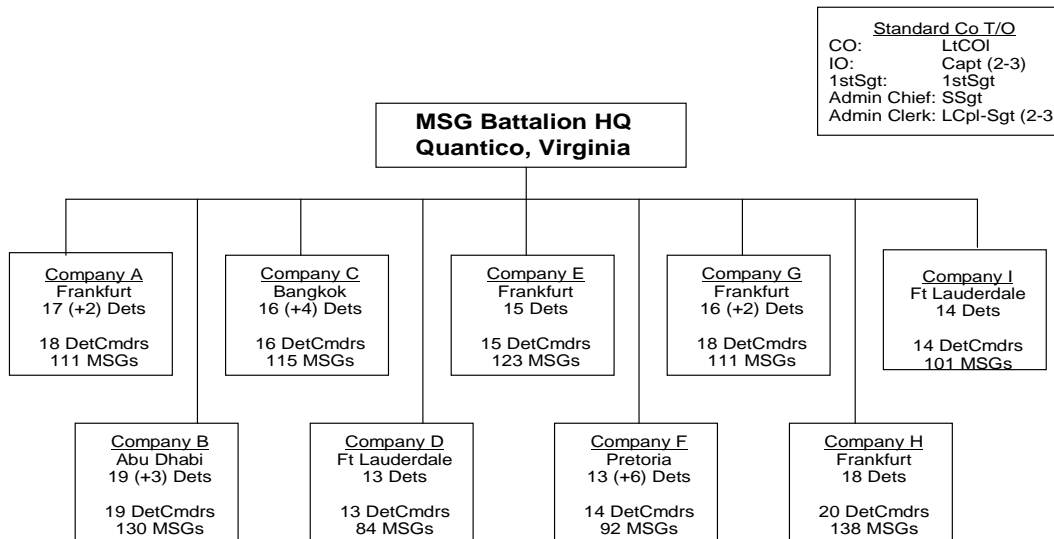 Standard Co T/O
CO: LtCOl
IO: Capt (2-3)
1stSgt: 1stSgt
Admin Chief: SSgt
Admin Clerk: LCpl-Sgt (2-3
MSG Battalion HQ
Quantico, Virginia
Company A
Frankfurt
17 (+2) Dets
18 DetCmdrs
111 MSGs
Company C
Bangkok
16 (+4) Dets
16 DetCmdrs
115 MSGs
Company E
Frankfurt
15 Dets
15 DetCmdrs
123 MSGs
Company G
Frankfurt
16 (+2) Dets
18 DetCmdrs
111 MSGs
Company I
Ft Lauderdale
14 Dets
14 DetCmdrs
101 MSGs
Company B
Abu Dhabi
19 (+3) Dets
19 DetCmdrs
130 MSGs
Company D
Ft Lauderdale
13 Dets
13 DetCmdrs
84 MSGs
Company F
Pretoria
13 (+6) Dets
14 DetCmdrs
92 MSGs
Company H
Frankfurt
18 Dets
20 DetCmdrs
138 MSGs